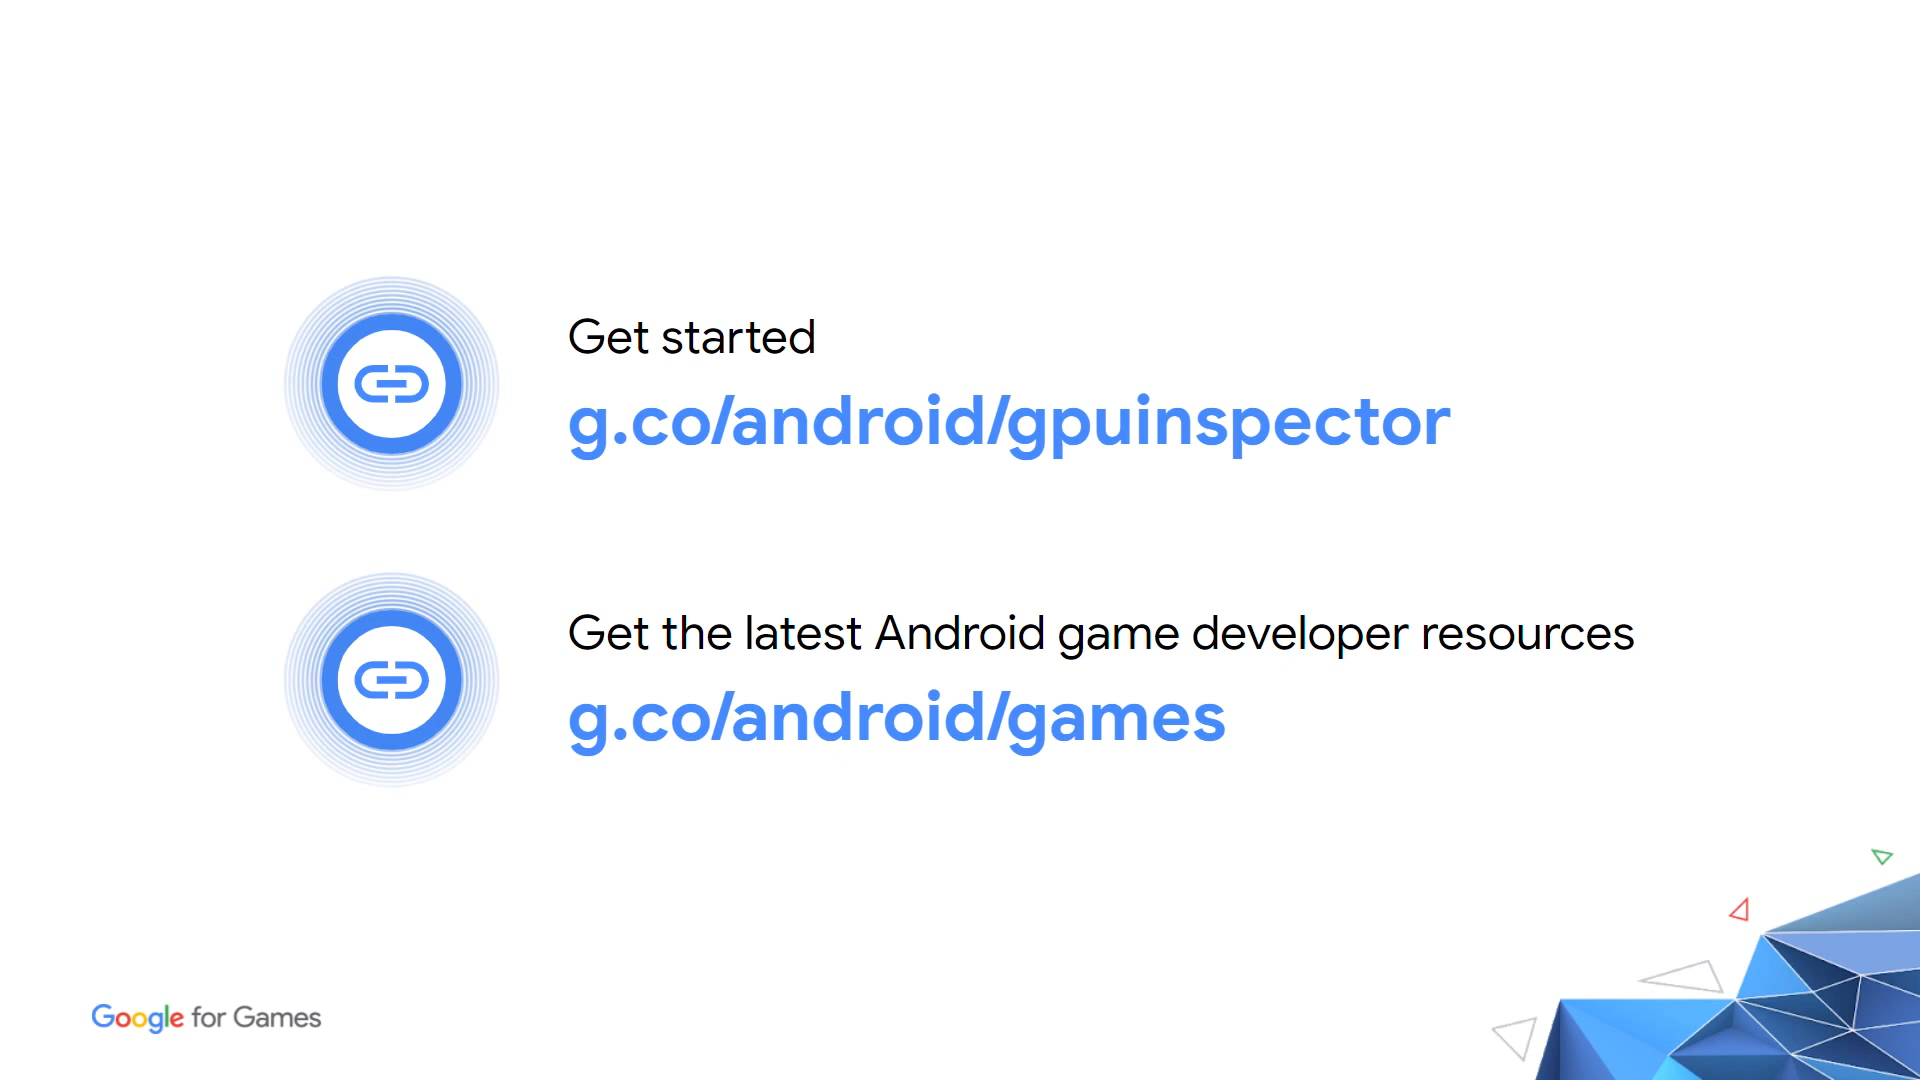 Get started
g.co/android/gpuinspector
Get the latest Android game developer resources
g.co/android/games
Google for Games